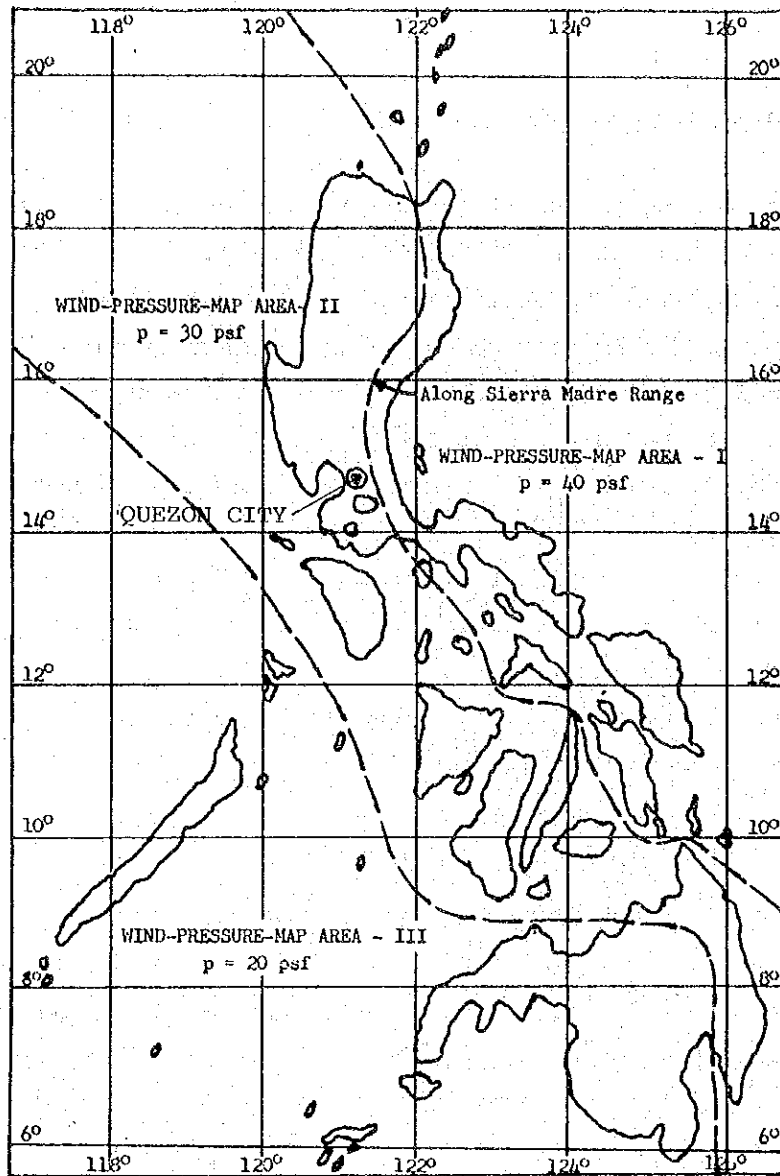 118° 120° 122° 124° 126°
20° 20°
18° 18°
WIND-PRESSURE-MAP AREA- II
p = 30 psf
16° 16°
Along Sierra Madre Range
WIND-PRESSURE-MAP AREA - I
p = 40 psf
QUEZON CITY
14° 14°
12° 12°
10° 10°
WIND-PRESSURE-MAP AREA - III
p = 20 psf
8° 8°
6° 6°
118° 120° 122° 124° 126°